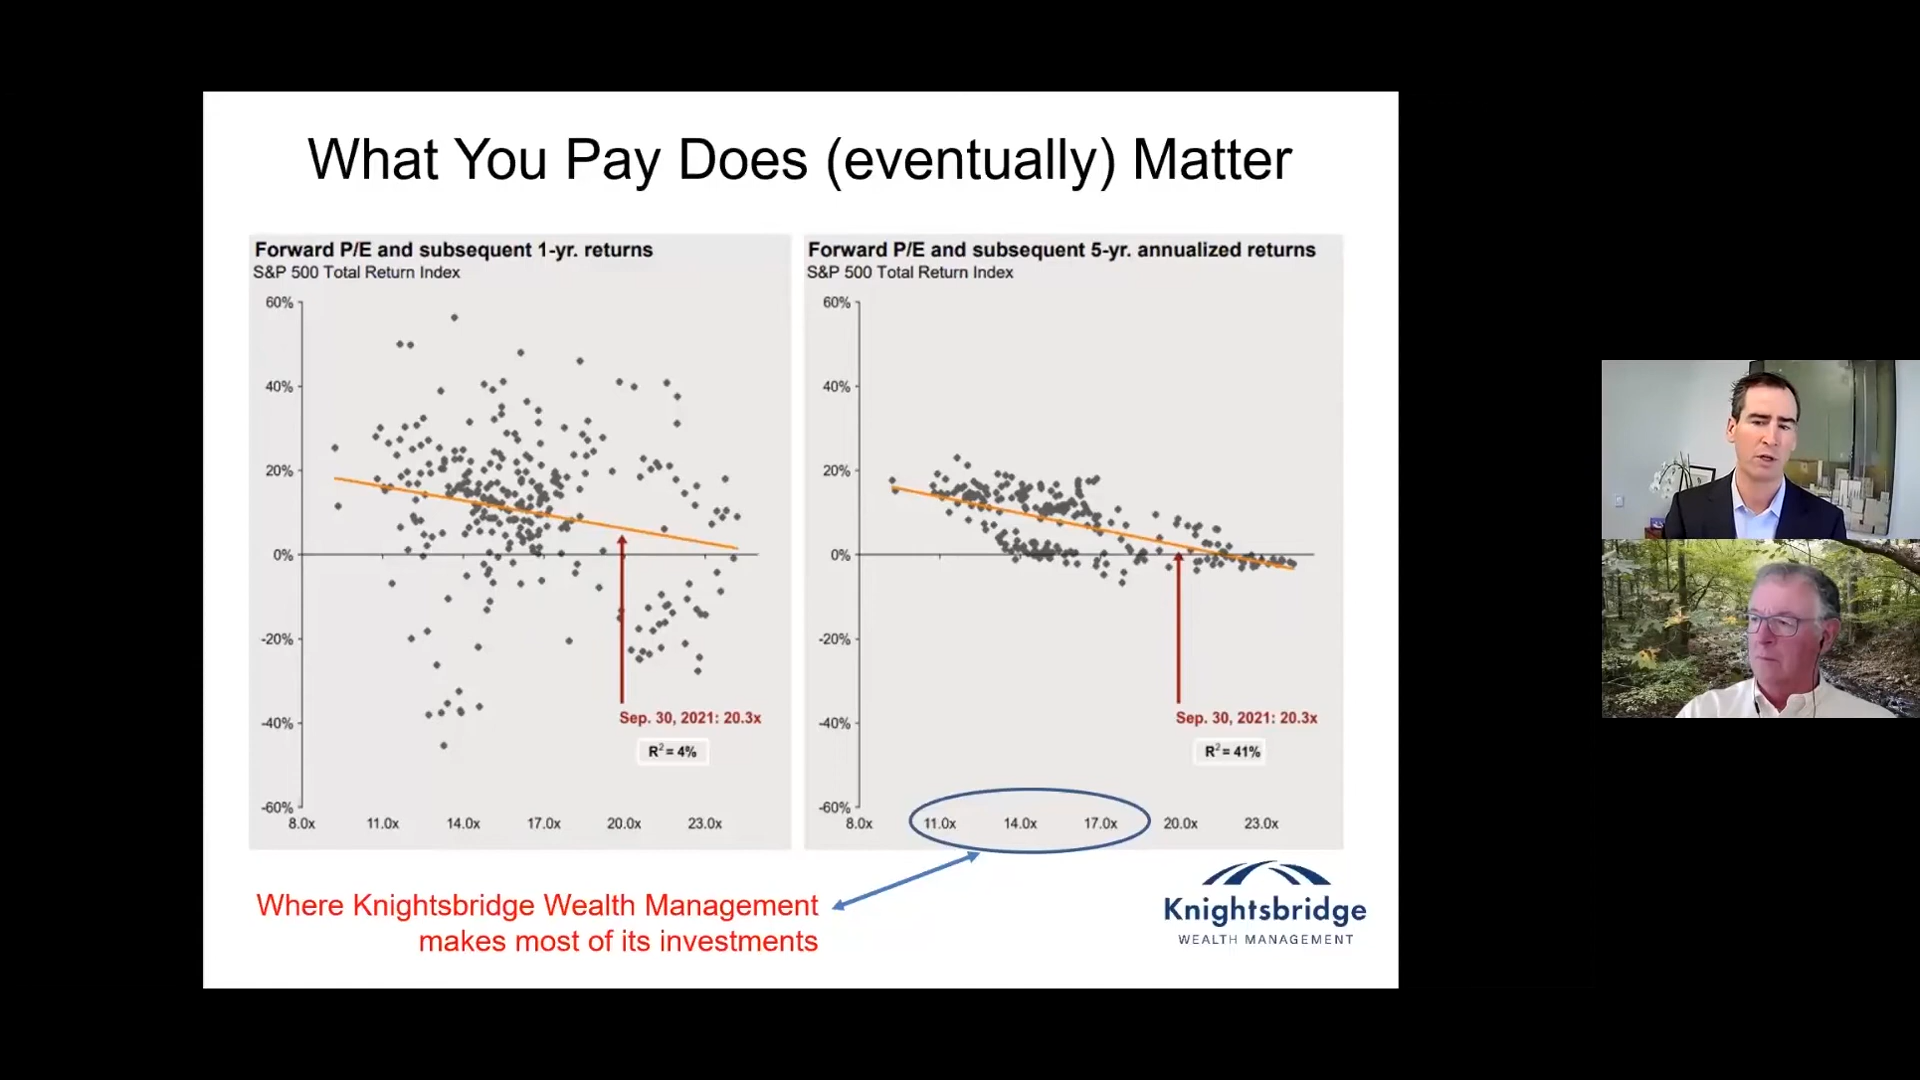 What You Pay Does (eventually) Matter
Forward P/E and subsequent 1-yr. returns
S&P 500 Total Return Index
60%
40%
20%
0%
-20%
-40%
-60%
8.0x 11.0x 14.0x 17.0x 20.0x 23.0x
Sep. 30, 2021: 20.3x
R² = 4%
Forward P/E and subsequent 5-yr. annualized returns
S&P 500 Total Return Index
60%
40%
20%
0%
-20%
-40%
-60%
8.0x 11.0x 14.0x 17.0x 20.0x 23.0x
Sep. 30, 2021: 20.3x
R² = 41%
Where Knightsbridge Wealth Management
makes most of its investments
Knightsbridge
WEALTH MANAGEMENT